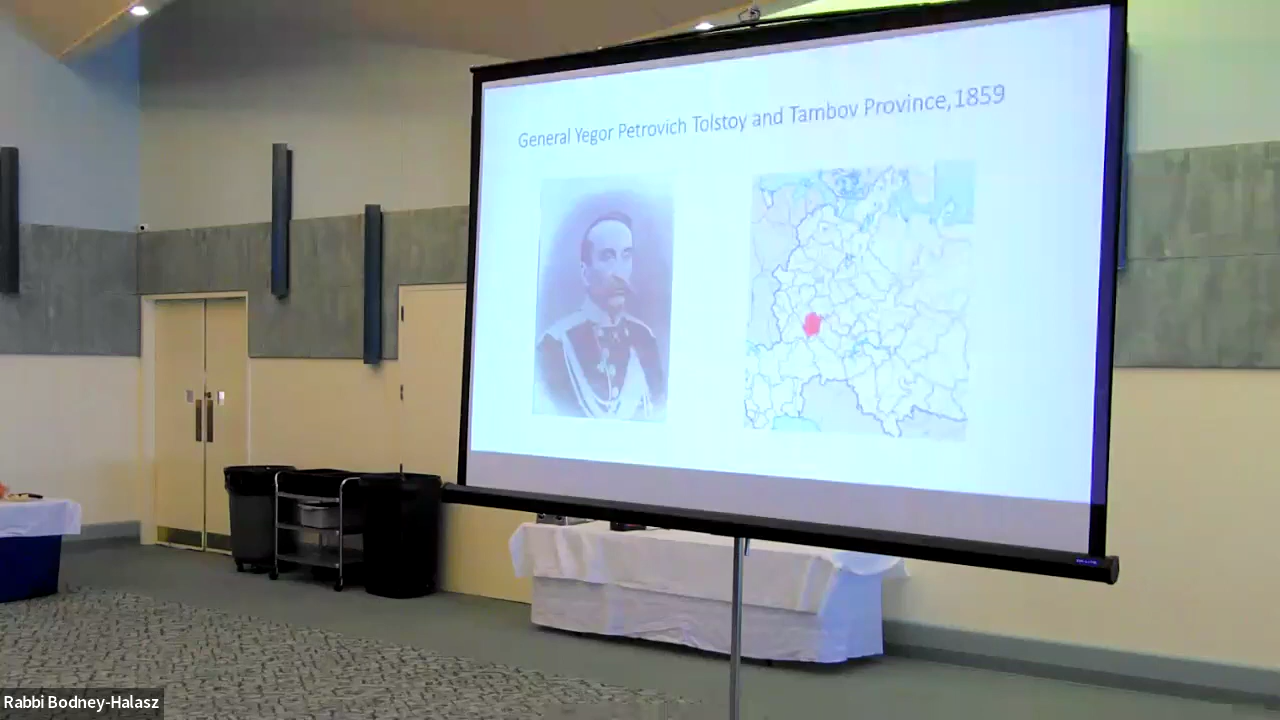 General Yegor Petrovich Tolstoy and Tambov Province, 1859
Rabbi Bodney-Halasz